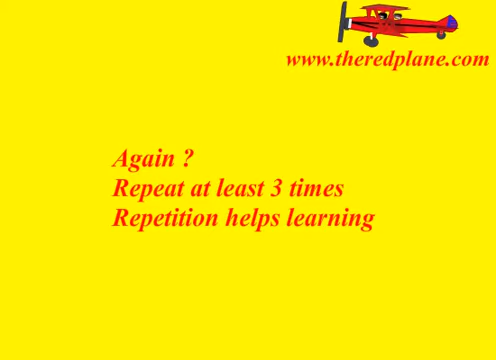 www.theredplane.com
Again ?
Repeat at least 3 times
Repetition helps learning